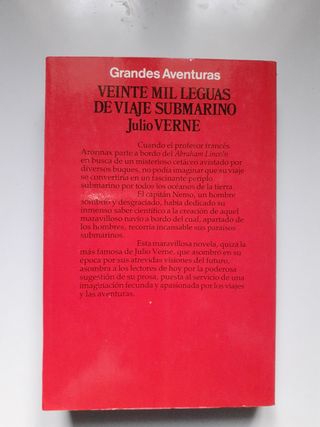 Grandes Aventuras
VEINTE MIL LEGUAS
DE VIAJE SUBMARINO
Julio VERNE
Cuando el profesor francés
Aronnax parte a bordo del Abraham Lincoln
en busca de un misterioso cetáceo avistado por
diversos buques, no podía imaginar que su viaje
se convertiría en un fascinante periplo
submarino por todos los océanos de la tierra.
El capitán Nemo, un hombre
sombrío y desgraciado, había dedicado su
inmenso saber científico a la creación de aquel
maravilloso navío a bordo del cual, apartado de
los hombres, recorría incansable sus paraísos
submarinos.
Esta maravillosa novela, quizá la
más famosa de Julio Verne, que asombró en su
época por sus atrevidas visiones del futuro,
asombra a los lectores de hoy por la poderosa
sugestión de su prosa, puesta al servicio de una
imaginación fecunda y apasionada por los viajes
y las aventuras.